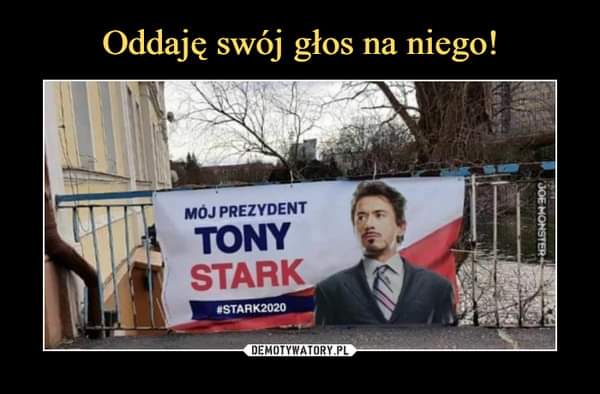 Oddaję swój głos na niego!
MÓJ PREZYDENT
TONY
STARK
#STARK2020
JOE MONSTER
DEMOTYWATORY.PL